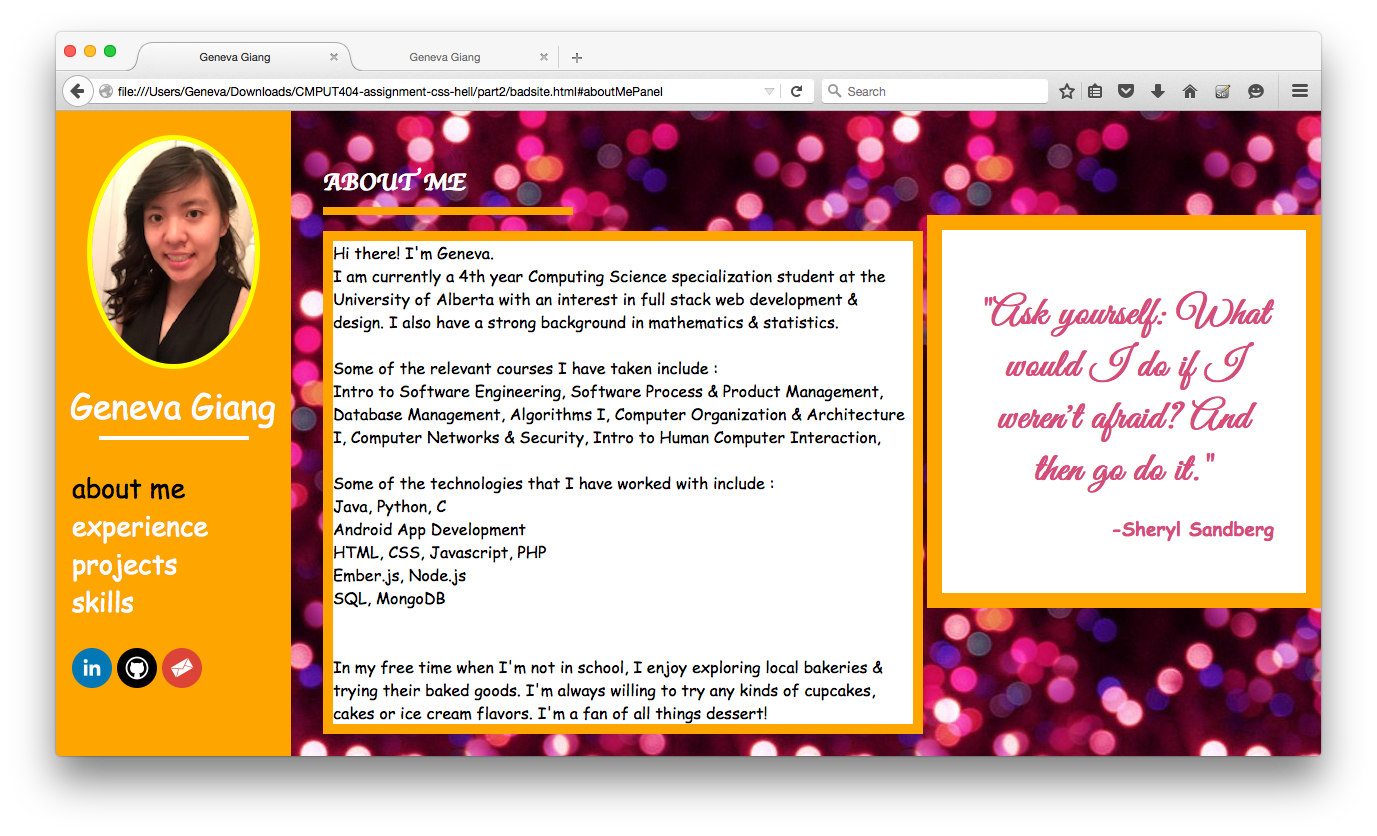 Geneva Giang
Geneva Giang
file:///Users/Geneva/Downloads/CMPUT404-assignment-css-hell/part2/badsite.html#aboutMePanel
Search
Geneva Giang
about me
experience
projects
skills
in
ABOUT ME
Hi there! I'm Geneva.
I am currently a 4th year Computing Science specialization student at the
University of Alberta with an interest in full stack web development &
design. I also have a strong background in mathematics & statistics.
Some of the relevant courses I have taken include :
Intro to Software Engineering, Software Process & Product Management,
Database Management, Algorithms I, Computer Organization & Architecture
I, Computer Networks & Security, Intro to Human Computer Interaction,
Some of the technologies that I have worked with include :
Java, Python, C
Android App Development
HTML, CSS, Javascript, PHP
Ember.js, Node.js
SQL, MongoDB
In my free time when I'm not in school, I enjoy exploring local bakeries &
trying their baked goods. I'm always willing to try any kinds of cupcakes,
cakes or ice cream flavors. I'm a fan of all things dessert!
"Ask yourself: What
would I do if I
weren't afraid? And
then go do it."
-Sheryl Sandberg